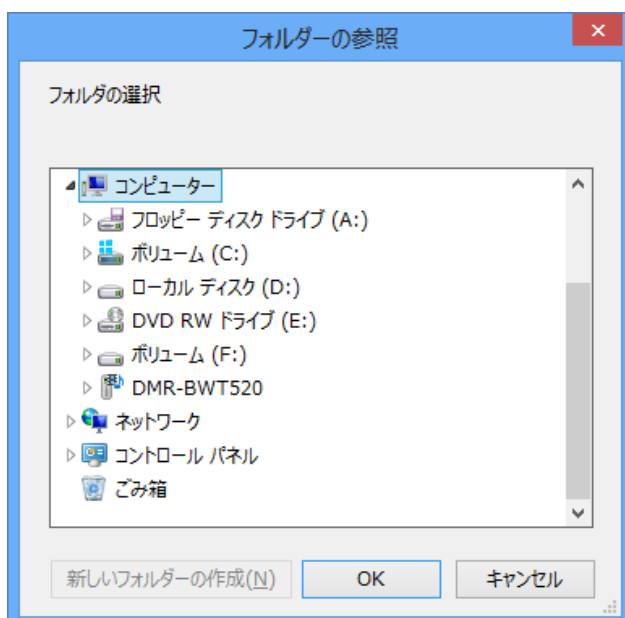 フォルダーの参照
フォルダの選択
コンピューター
フロッピー ディスク ドライブ (A:)
ボリューム (C:)
ローカル ディスク (D:)
DVD RW ドライブ (E:)
ボリューム (F:)
DMR-BWT520
ネットワーク
コントロール パネル
ごみ箱
新しいフォルダーの作成(N) OK キャンセル